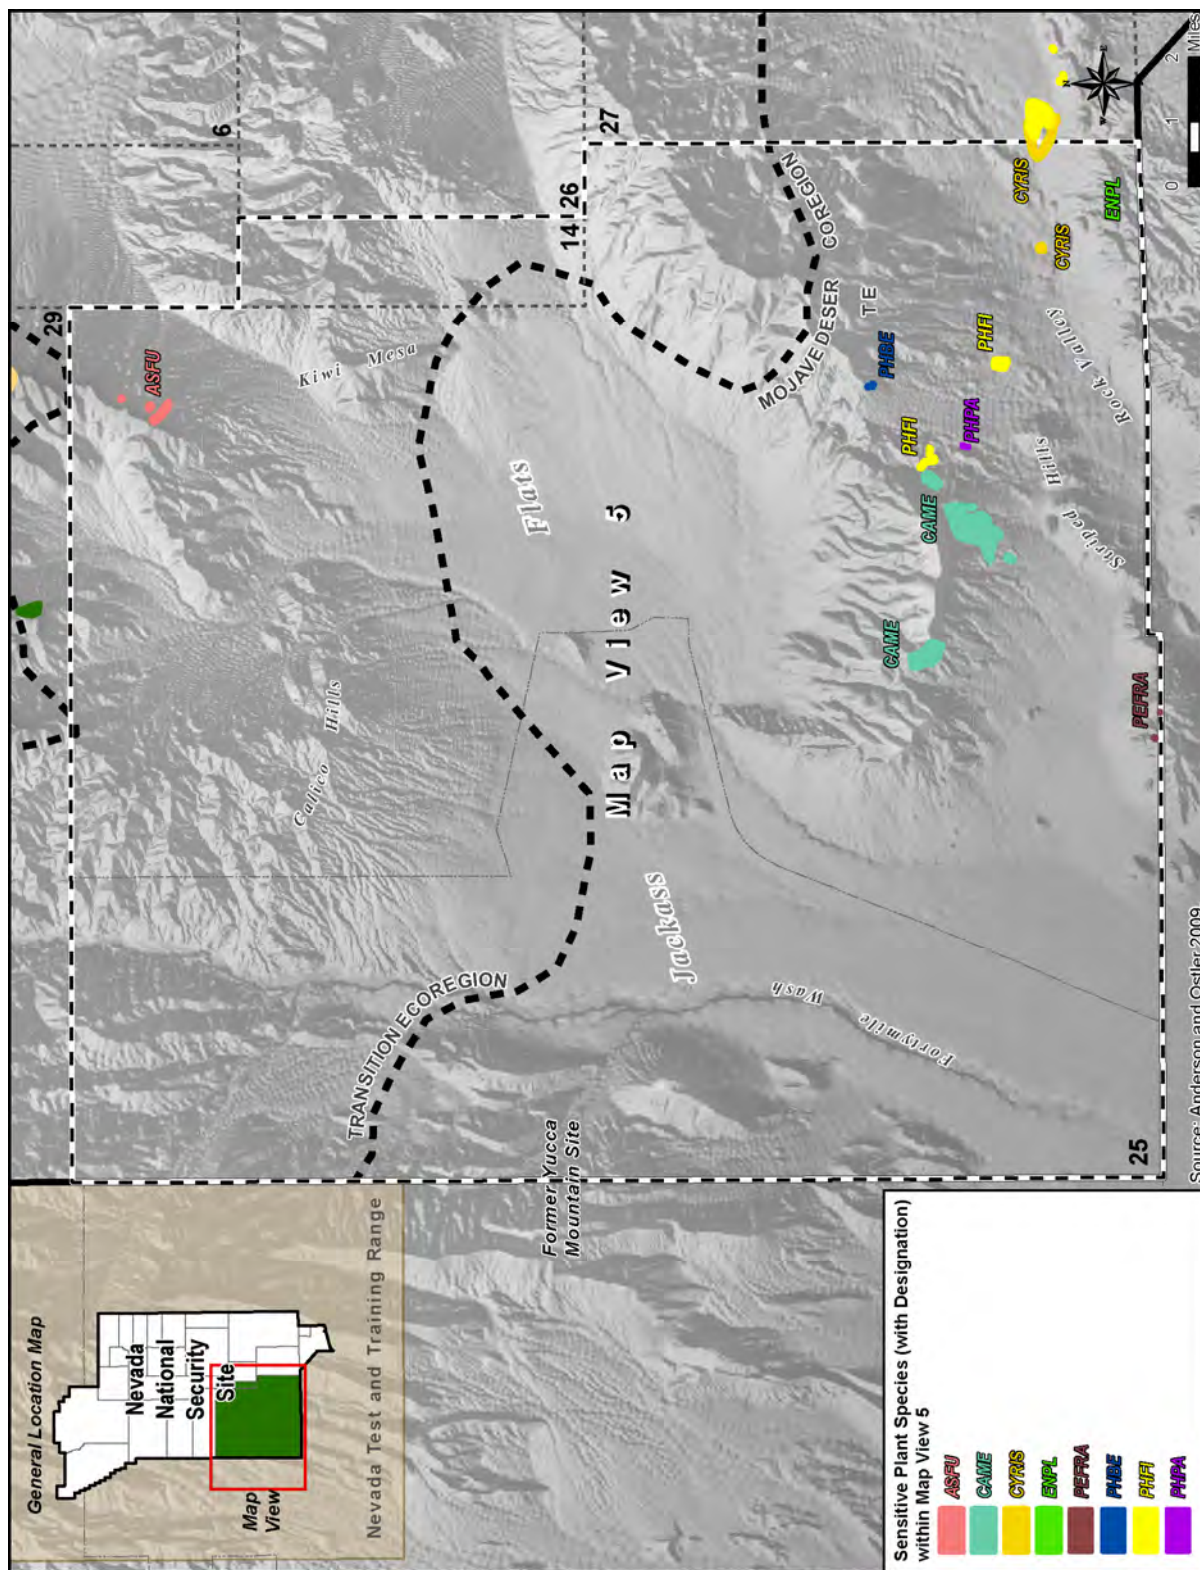 General Location Map
Nevada
National
Security
Site
Map
View
Nevada Test and Training Range
29
6
ASFU
Kiwi Mesa
Calico Hills
14
26
27
TRANSITION ECOREGION
Flats
Map View 5
Jackass
Former Yucca
Mountain Site
MOJAVE DESER
COREGION
TE
Fortymile Wash
PHBE
PHFI
PHPA
PHFI
CAME
CAME
CYRIS
CYRIS
ENPL
Rock Valley
Striped Hills
PEFRA
25
0 1 2
Miles
N
E
W
Source: Anderson and Ostler 2009
Sensitive Plant Species (with Designation)
within Map View 5
ASFU
CAME
CYRIS
ENPL
PEFRA
PHBE
PHFI
PHPA